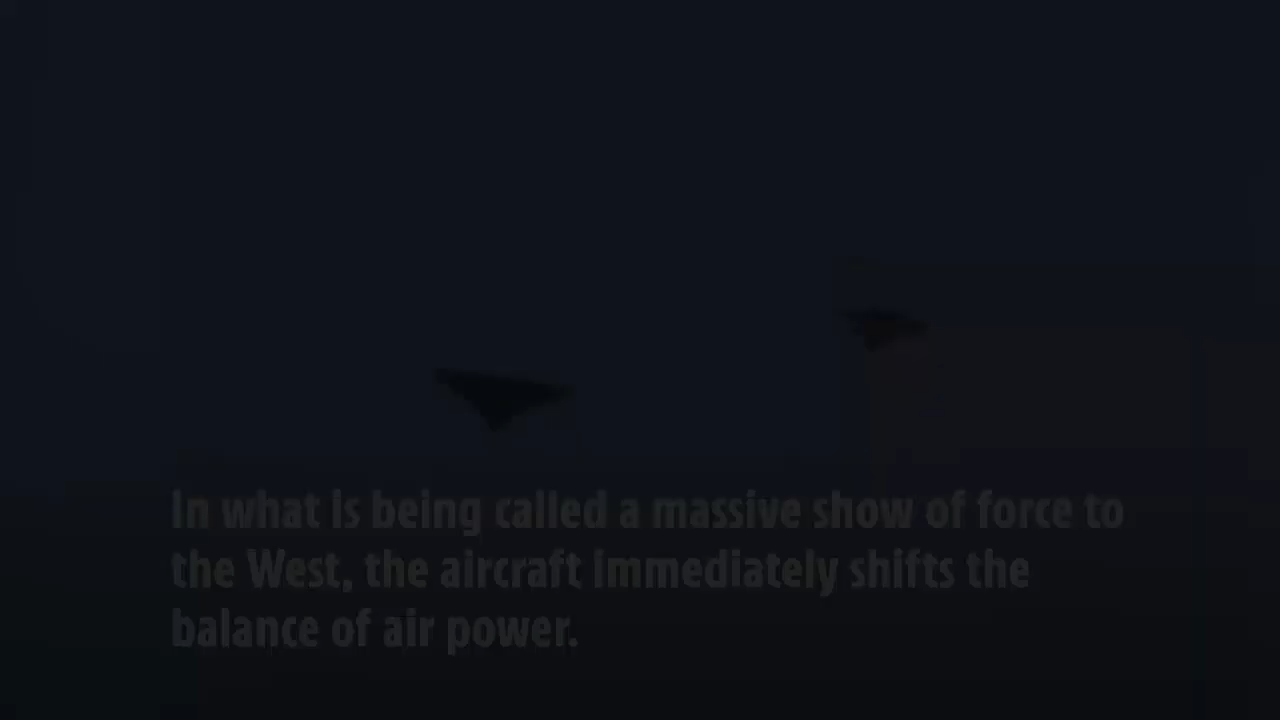 In what is being called a massive show of force to
the West, the aircraft immediately shifts the
balance of air power.